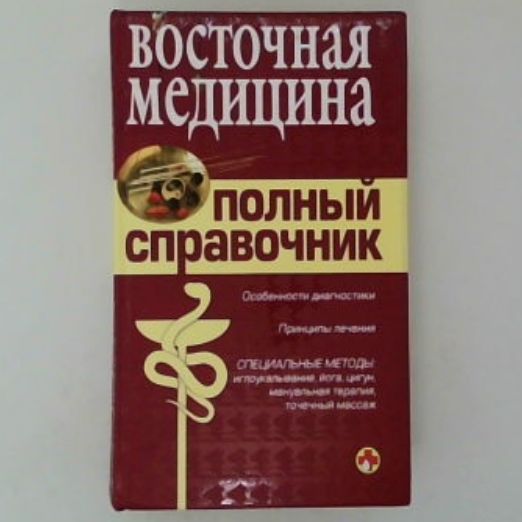 ВОСТОЧНАЯ
МЕДИЦИНА
ПОЛНЫЙ
СПРАВОЧНИК
Особенности диагностики
Принципы лечения
СПЕЦИАЛЬНЫЕ МЕТОДЫ:
иглоукалывание, йога, цигун,
мануальная терапия,
точечный массаж